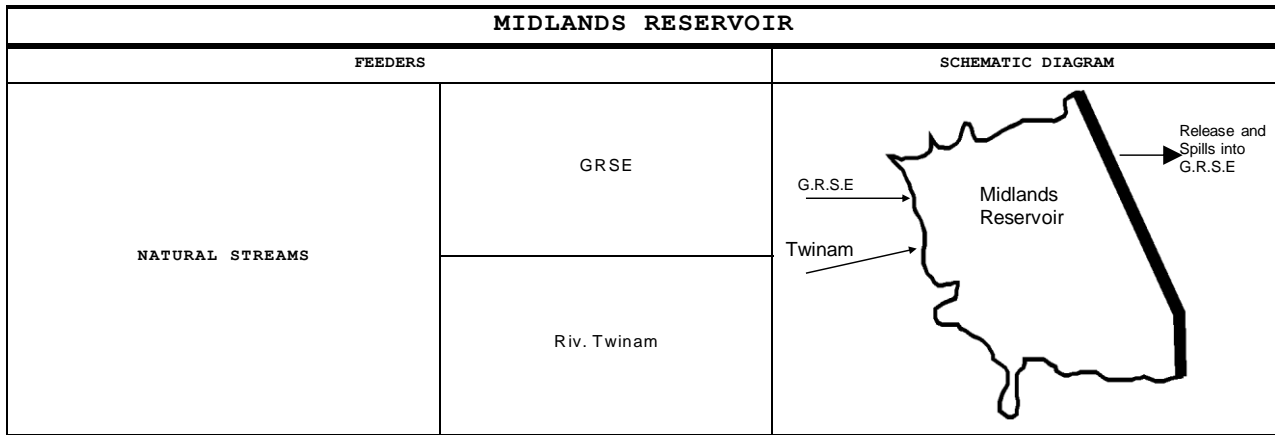 MIDLANDS RESERVOIR
FEEDERS
SCHEMATIC DIAGRAM
NATURAL STREAMS
GRSE
Riv. Twinam
Release and
Spills into
G.R.S.E
G.R.S.E
Midlands
Reservoir
Twinam